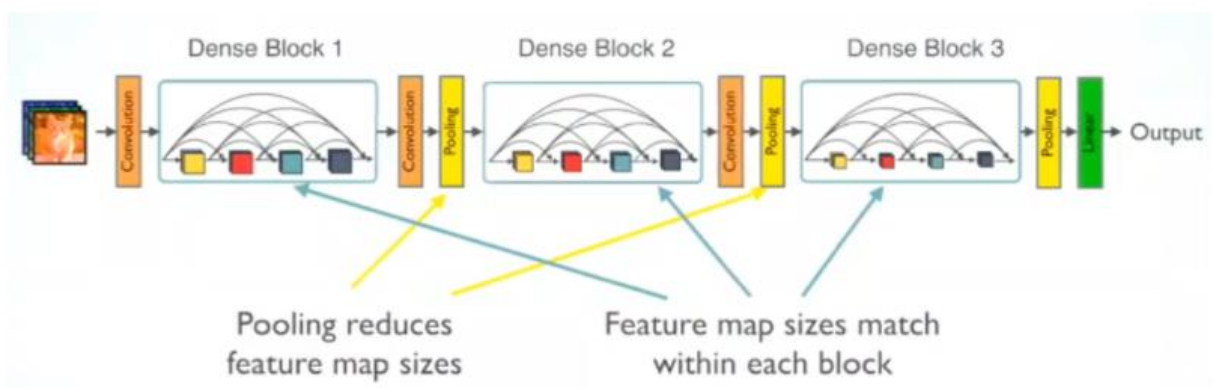 Dense Block 1
Dense Block 2
Dense Block 3
Convolution
Convolution
Pooling
Convolution
Pooling
Pooling
Linear
Output
Pooling reduces
feature map sizes
Feature map sizes match
within each block